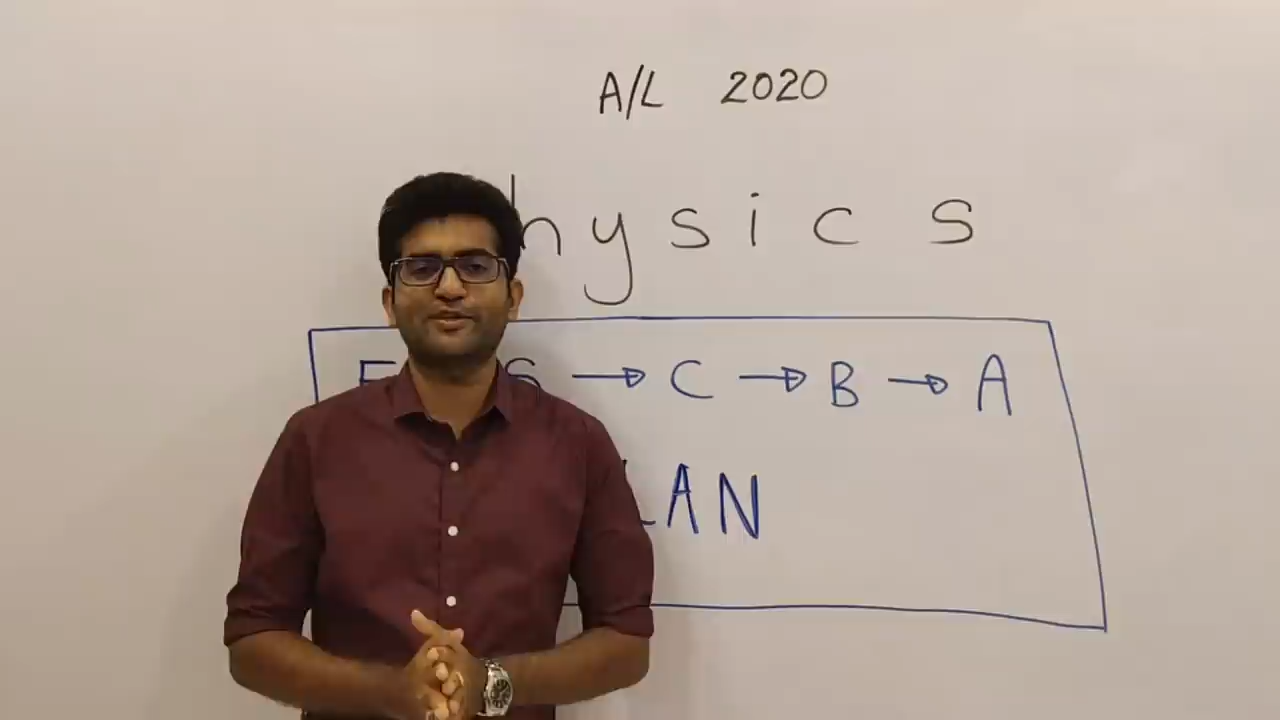 A/L 2020
hysics
F S → C → B → A
LAN